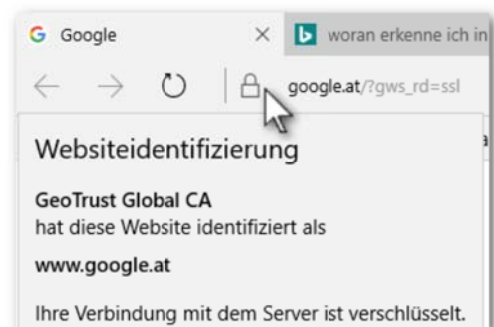 Google
woran erkenne ich in
google.at/?gws_rd=ssl
Websiteidentifizierung
GeoTrust Global CA
hat diese Website identifiziert als
www.google.at
Ihre Verbindung mit dem Server ist verschlüsselt.